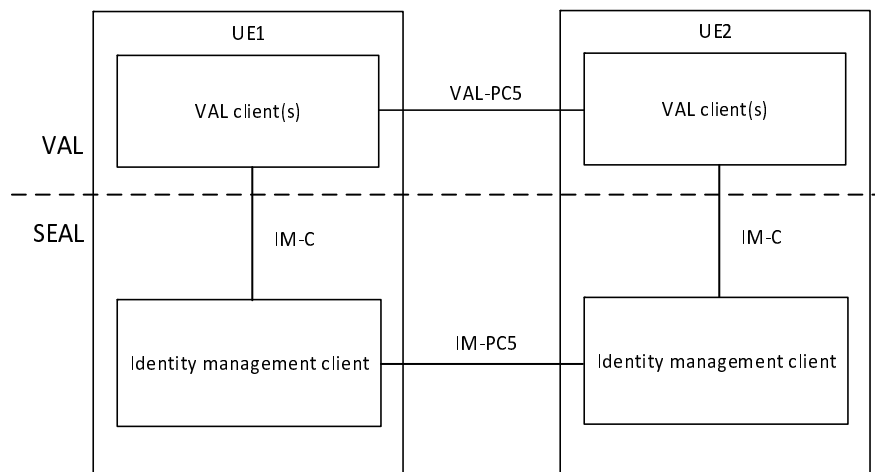 UE1
UE2
VAL client(s)
VAL-PC5
VAL client(s)
VAL
SEAL
IM-C
IM-C
Identity management client
IM-PC5
Identity management client